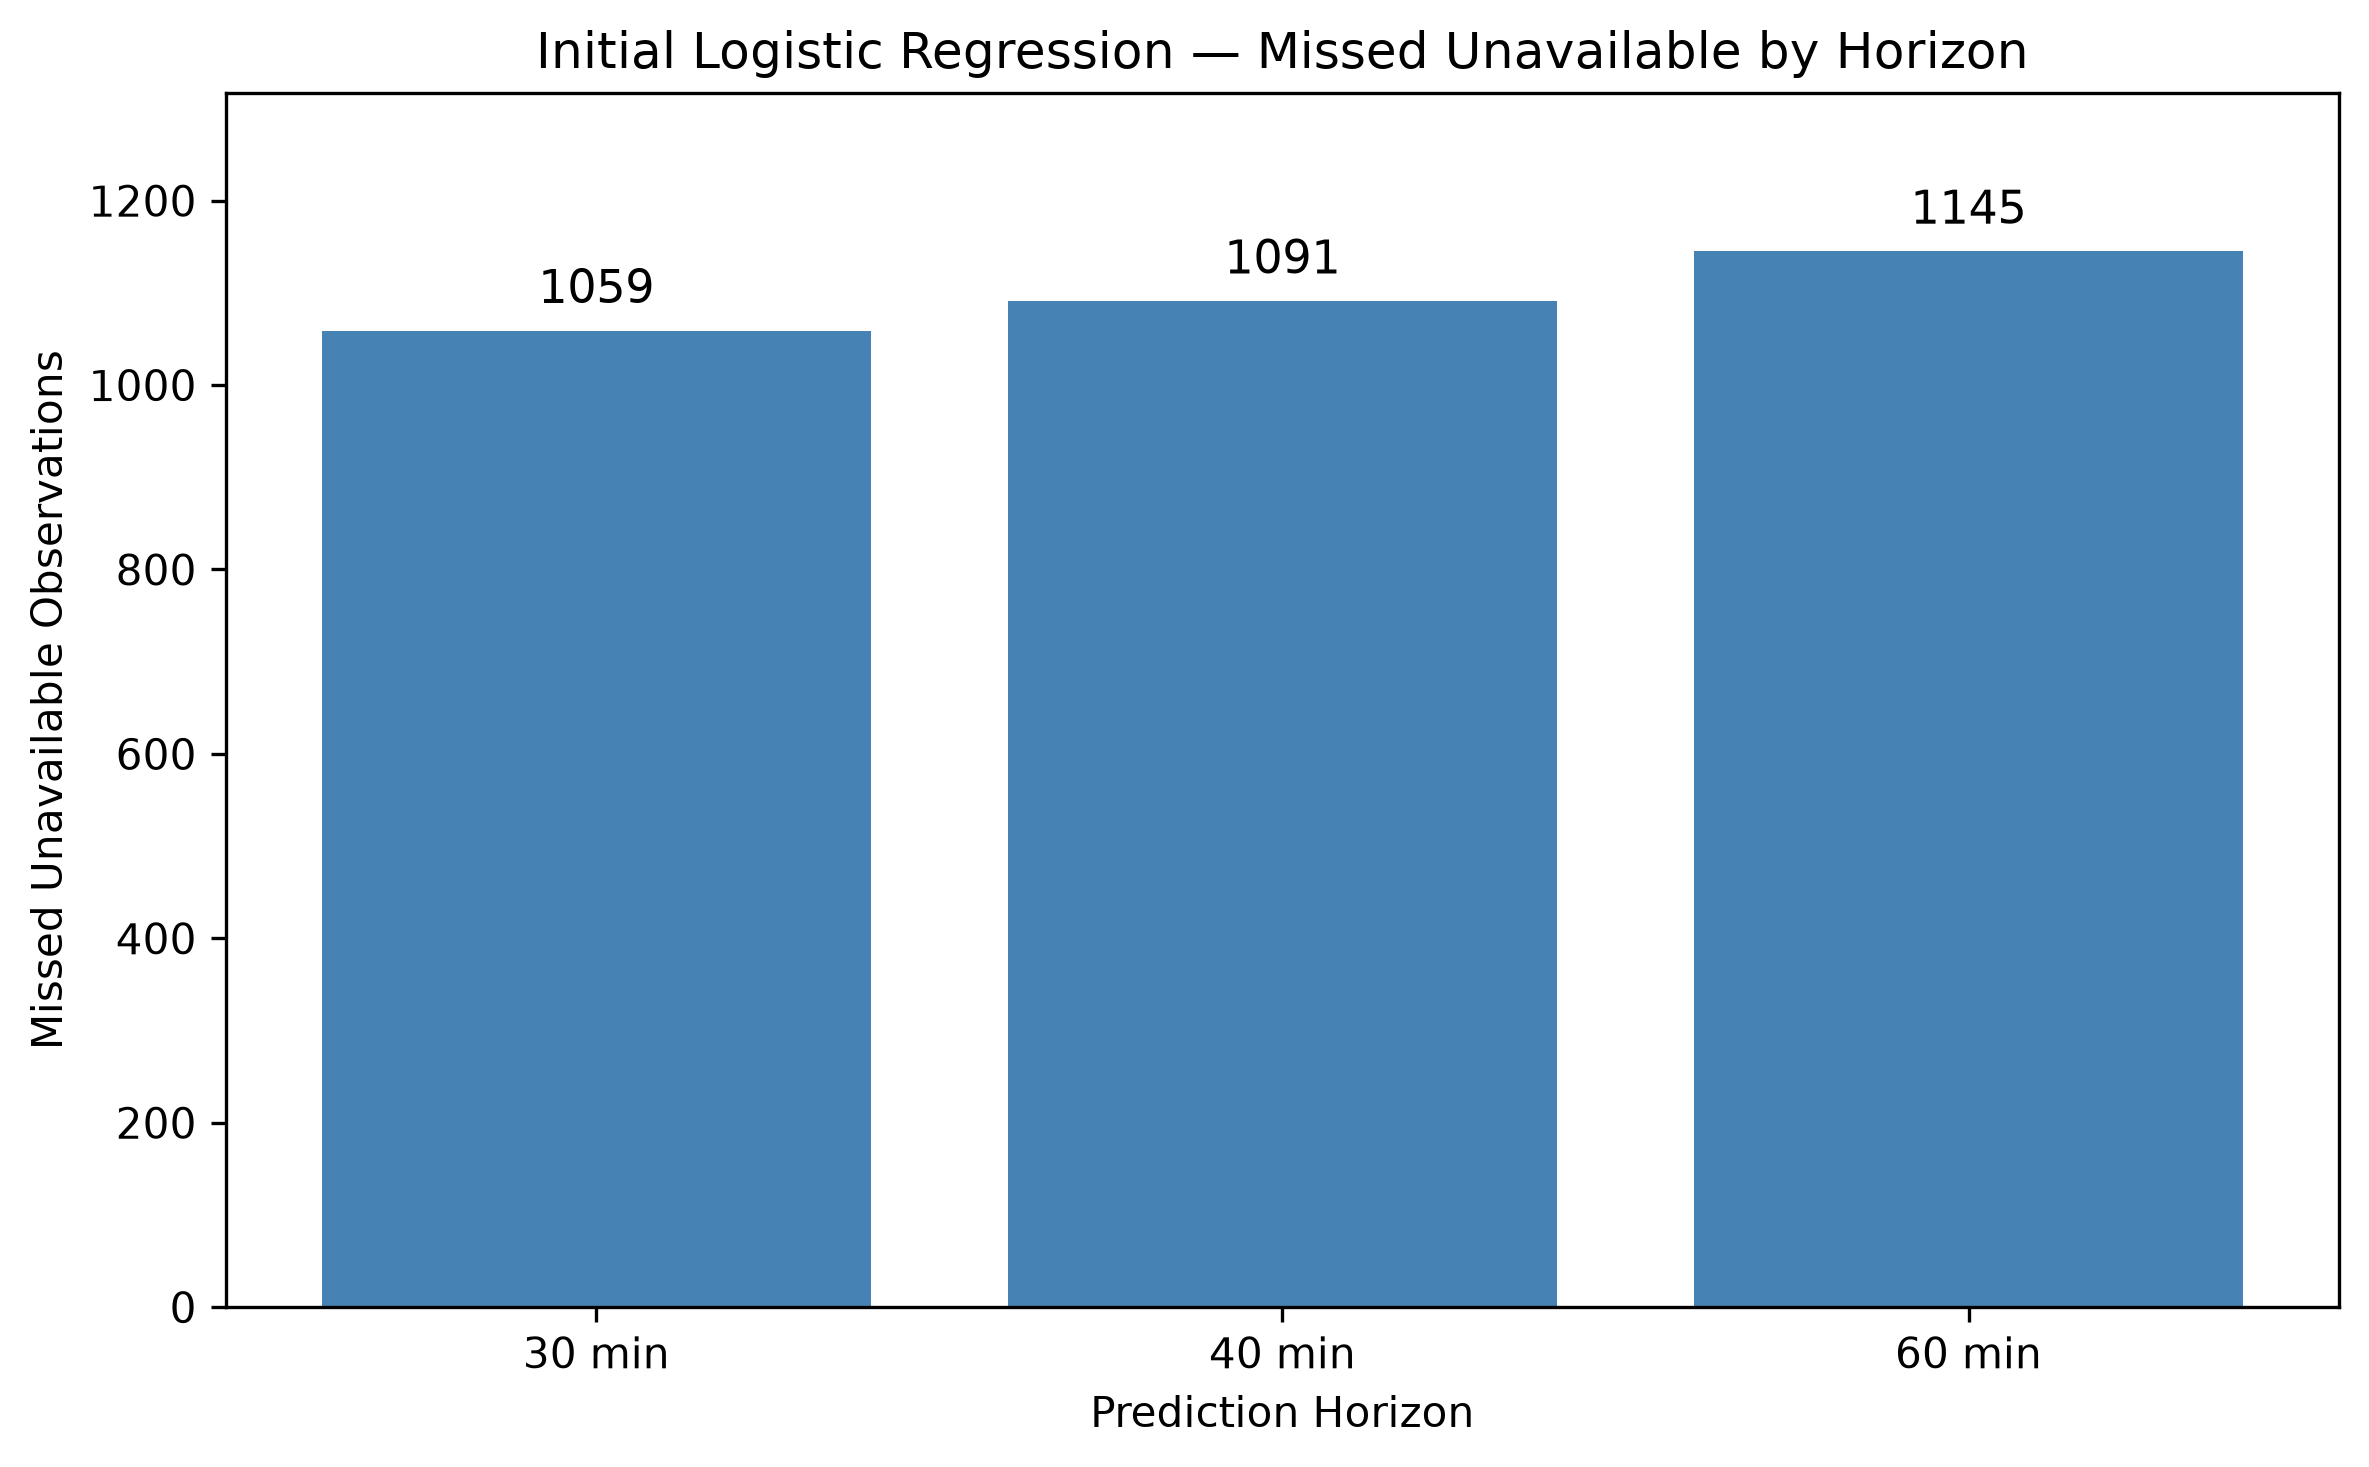 Initial Logistic Regression — Missed Unavailable by Horizon
Missed Unavailable Observations
1200
1000
800
600
400
200
0
1059
1091
1145
30 min
40 min
60 min
Prediction Horizon